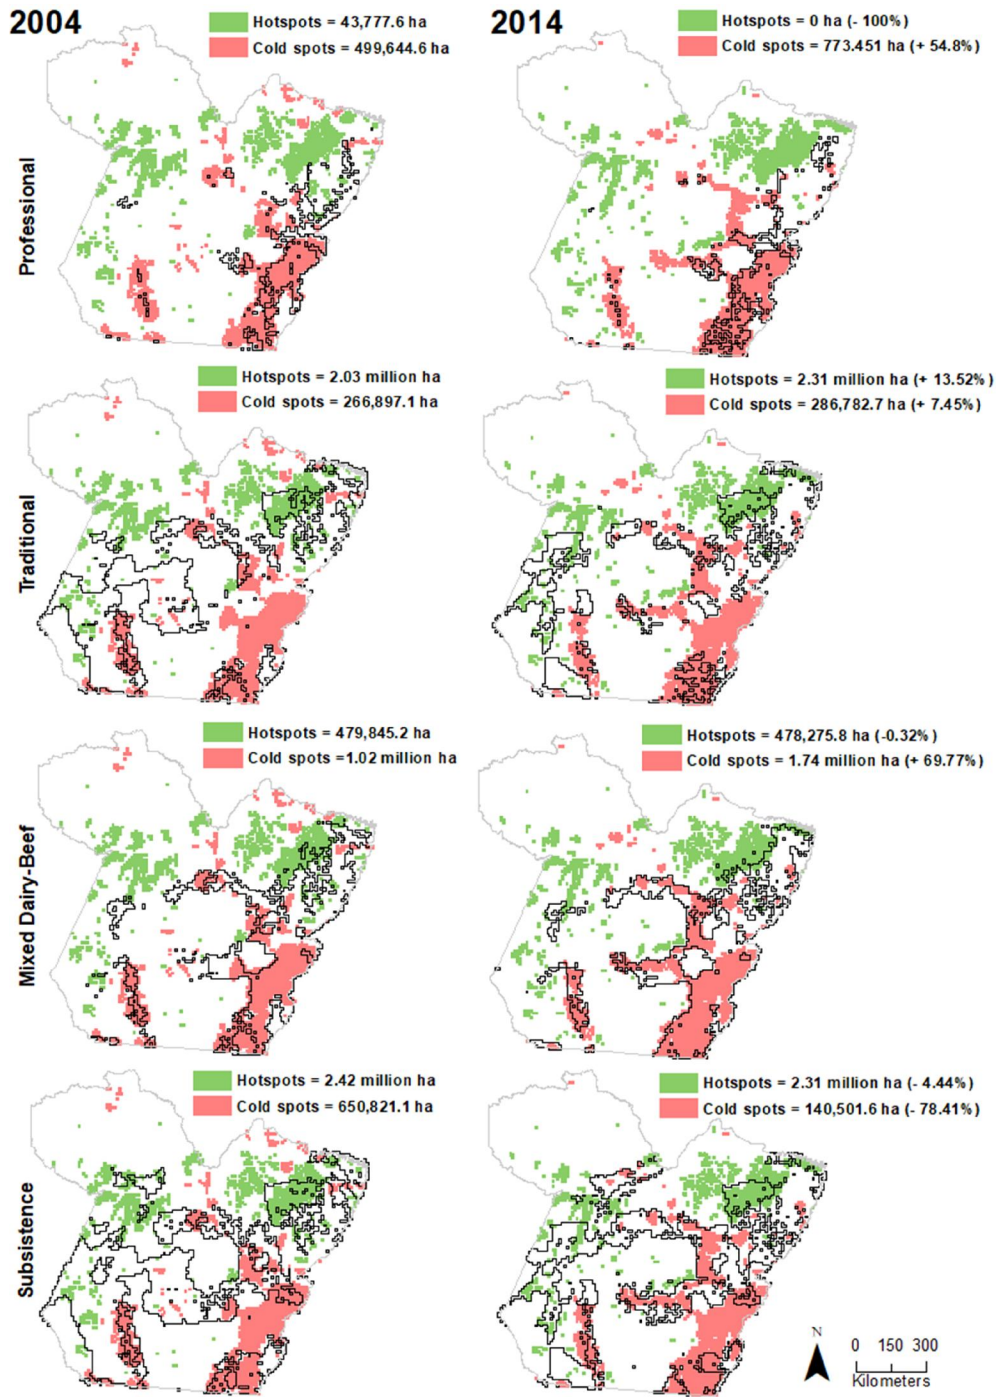 2004
Hotspots = 43,777.6 ha
Cold spots = 499,644.6 ha
2014
Hotspots = 0 ha (- 100%)
Cold spots = 773.451 ha (+ 54.8%)
Professional
Hotspots = 2.03 million ha
Cold spots = 266,897.1 ha
Hotspots = 2.31 million ha (+ 13.52%)
Cold spots = 286,782.7 ha (+ 7.45%)
Traditional
Hotspots = 479,845.2 ha
Cold spots =1.02 million ha
Hotspots = 478,275.8 ha (-0.32%)
Cold spots = 1.74 million ha (+ 69.77%)
Mixed Dairy-Beef
Hotspots = 2.42 million ha
Cold spots = 650,821.1 ha
Hotspots = 2.31 million ha (- 4.44%)
Cold spots = 140,501.6 ha (- 78.41%)
Subsistence
N
0 150 300
Kilometers